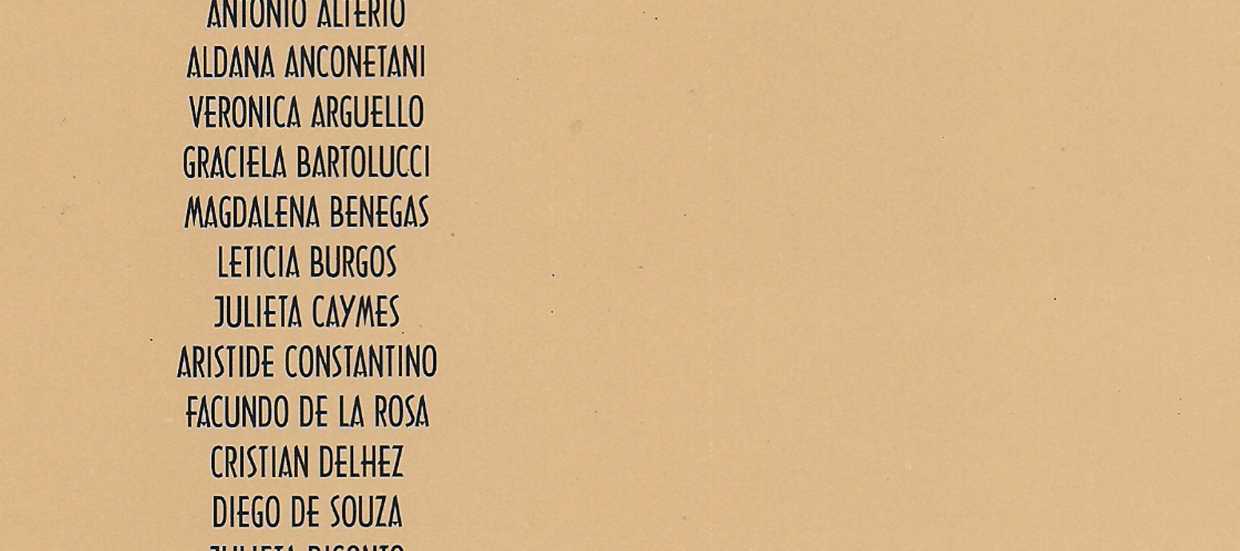 ANTONIO ALTERIO
ALDANA ANCONETANI
VERONICA ARGUELLO
GRACIELA BARTOLUCCI
MAGDALENA BENEGAS
LETICIA BURGOS
JULIETA CAYMES
ARISTIDE CONSTANTINO
FACUNDO DE LA ROSA
CRISTIAN DELHEZ
DIEGO DE SOUZA
JULIETA